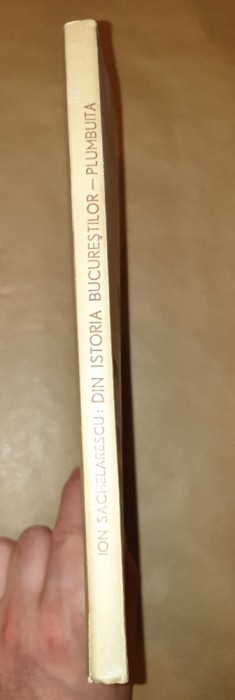 ION SACHELARESCU: DIN ISTORIA BUCUREȘTILOR — PLUMBUITA